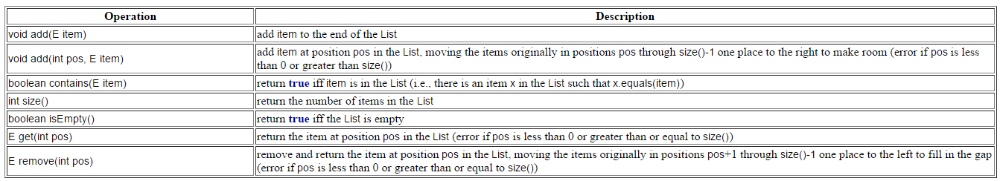 Operation Description
void add(E item) add item to the end of the List
void add(int pos, E item) add item at position pos in the List, moving the items originally in positions pos through size()-1 one place to the right to make room (error if pos is less
than 0 or greater than size())
boolean contains(E item) return true iff item is in the List (i.e., there is an item x in the List such that x.equals(item))
int size() return the number of items in the List
boolean isEmpty() return true iff the List is empty
E get(int pos) return the item at position pos in the List (error if pos is less than 0 or greater than or equal to size())
E remove(int pos) remove and return the item at position pos in the List, moving the items originally in positions pos+1 through size()-1 one place to the left to fill in the gap
(error if pos is less than 0 or greater than or equal to size())